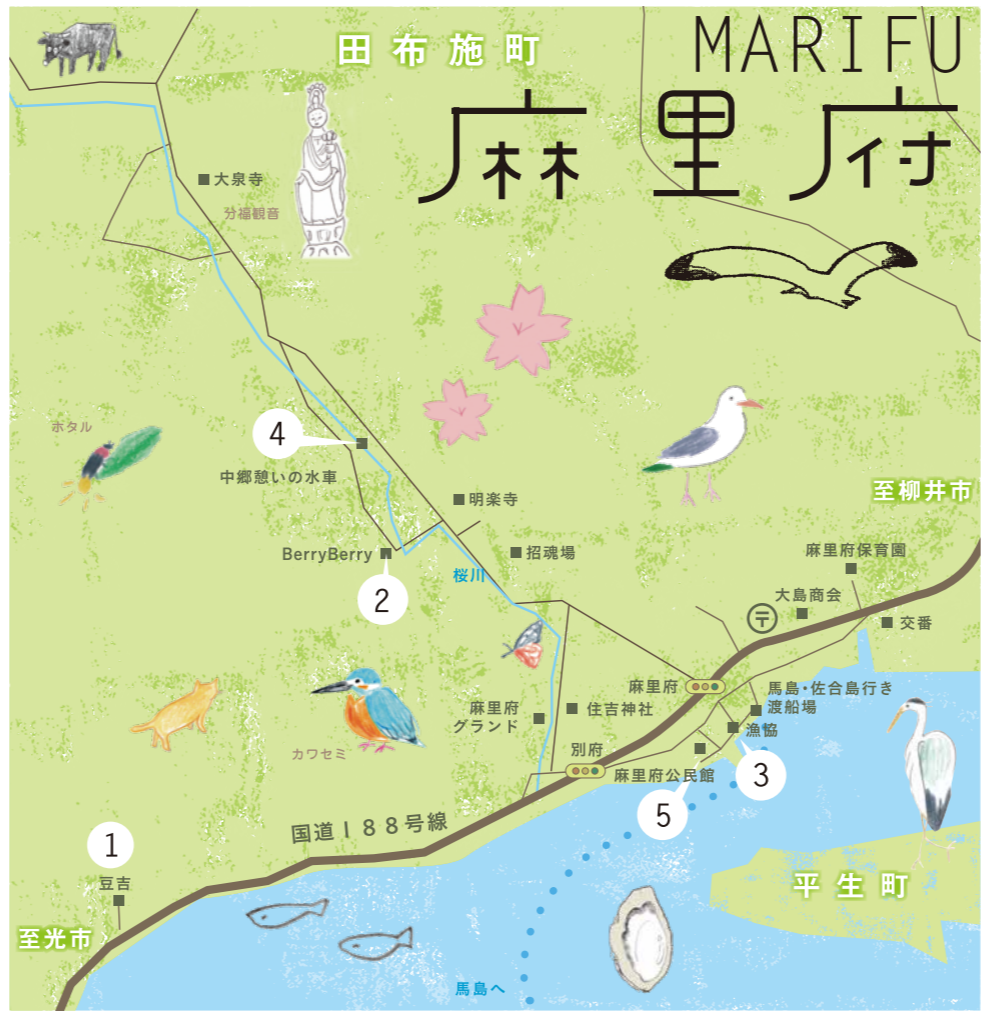 田布施町
MARIFU
麻里府
大泉寺
分福観音
ホタル
4
中郷憩いの水車
明楽寺
至柳井市
BerryBerry
招魂場
麻里府保育園
桜川
2
大島商会
〒
交番
麻里府
馬島・佐合島行き
渡船場
麻里府
グランド
住吉神社
漁協
カワセミ
別府
麻里府公民館
3
5
国道188号線
1
豆吉
平生町
至光市
馬島へ